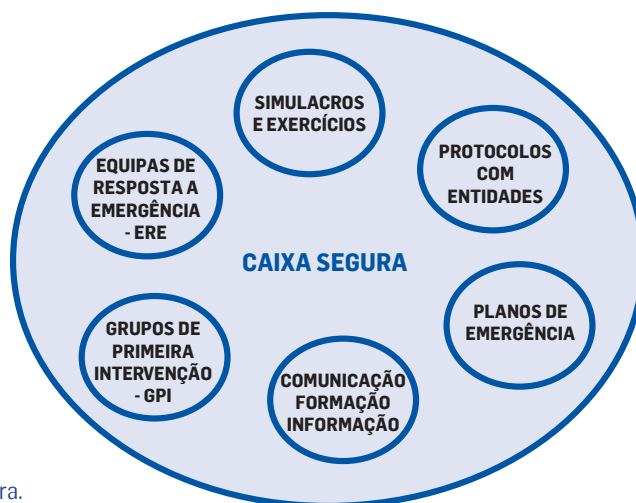 SIMULACROS
E EXERCÍCIOS
PROTOCOLOS
COM
ENTIDADES
EQUIPAS DE
RESPOSTA A
EMERGÊNCIA
- ERE
CAIXA SEGURA
PLANOS DE
EMERGÊNCIA
GRUPOS DE
PRIMEIRA
INTERVENÇÃO
- GPI
COMUNICAÇÃO
FORMAÇÃO
INFORMAÇÃO
ra.